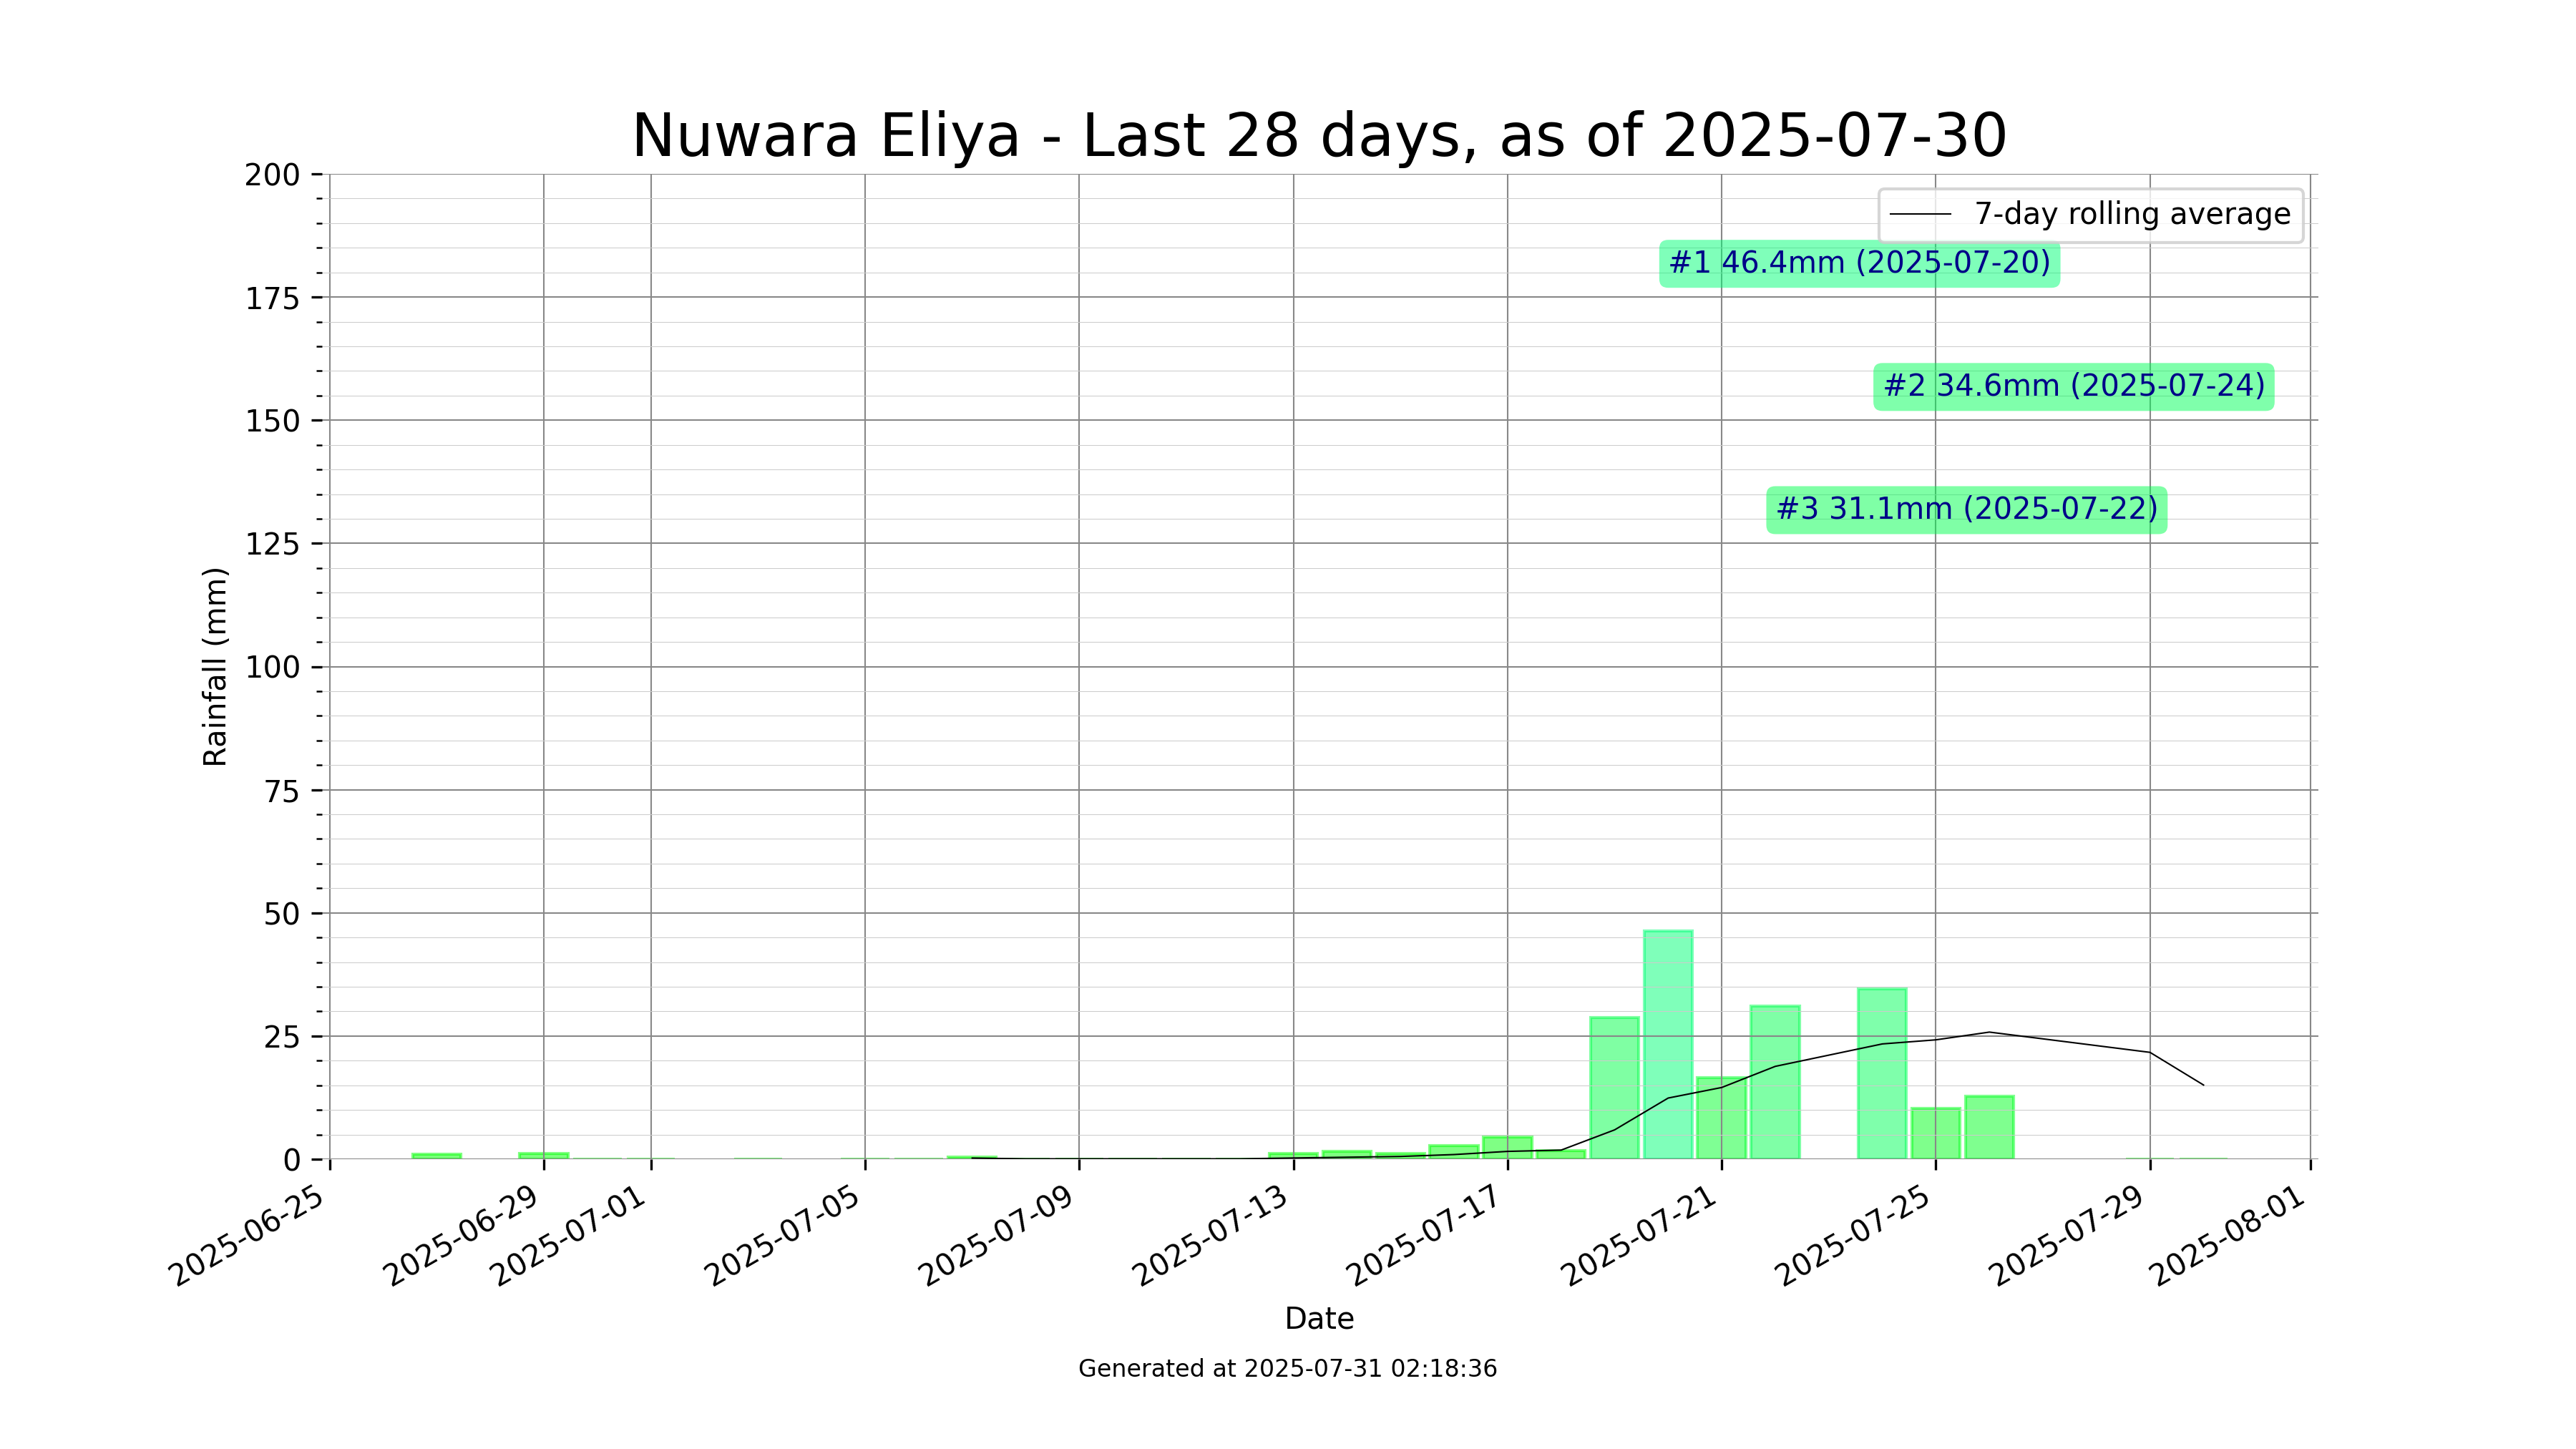 Nuwara Eliya - Last 28 days, as of 2025-07-30
200
175
150
125
100
75
50
25
0
Rainfall (mm)
7-day rolling average
#1 46.4mm (2025-07-20)
#2 34.6mm (2025-07-24)
#3 31.1mm (2025-07-22)
2025-06-25
2025-06-29
2025-07-01
2025-07-05
2025-07-09
2025-07-13
2025-07-17
2025-07-21
2025-07-25
2025-07-29
2025-08-01
Date
Generated at 2025-07-31 02:18:36